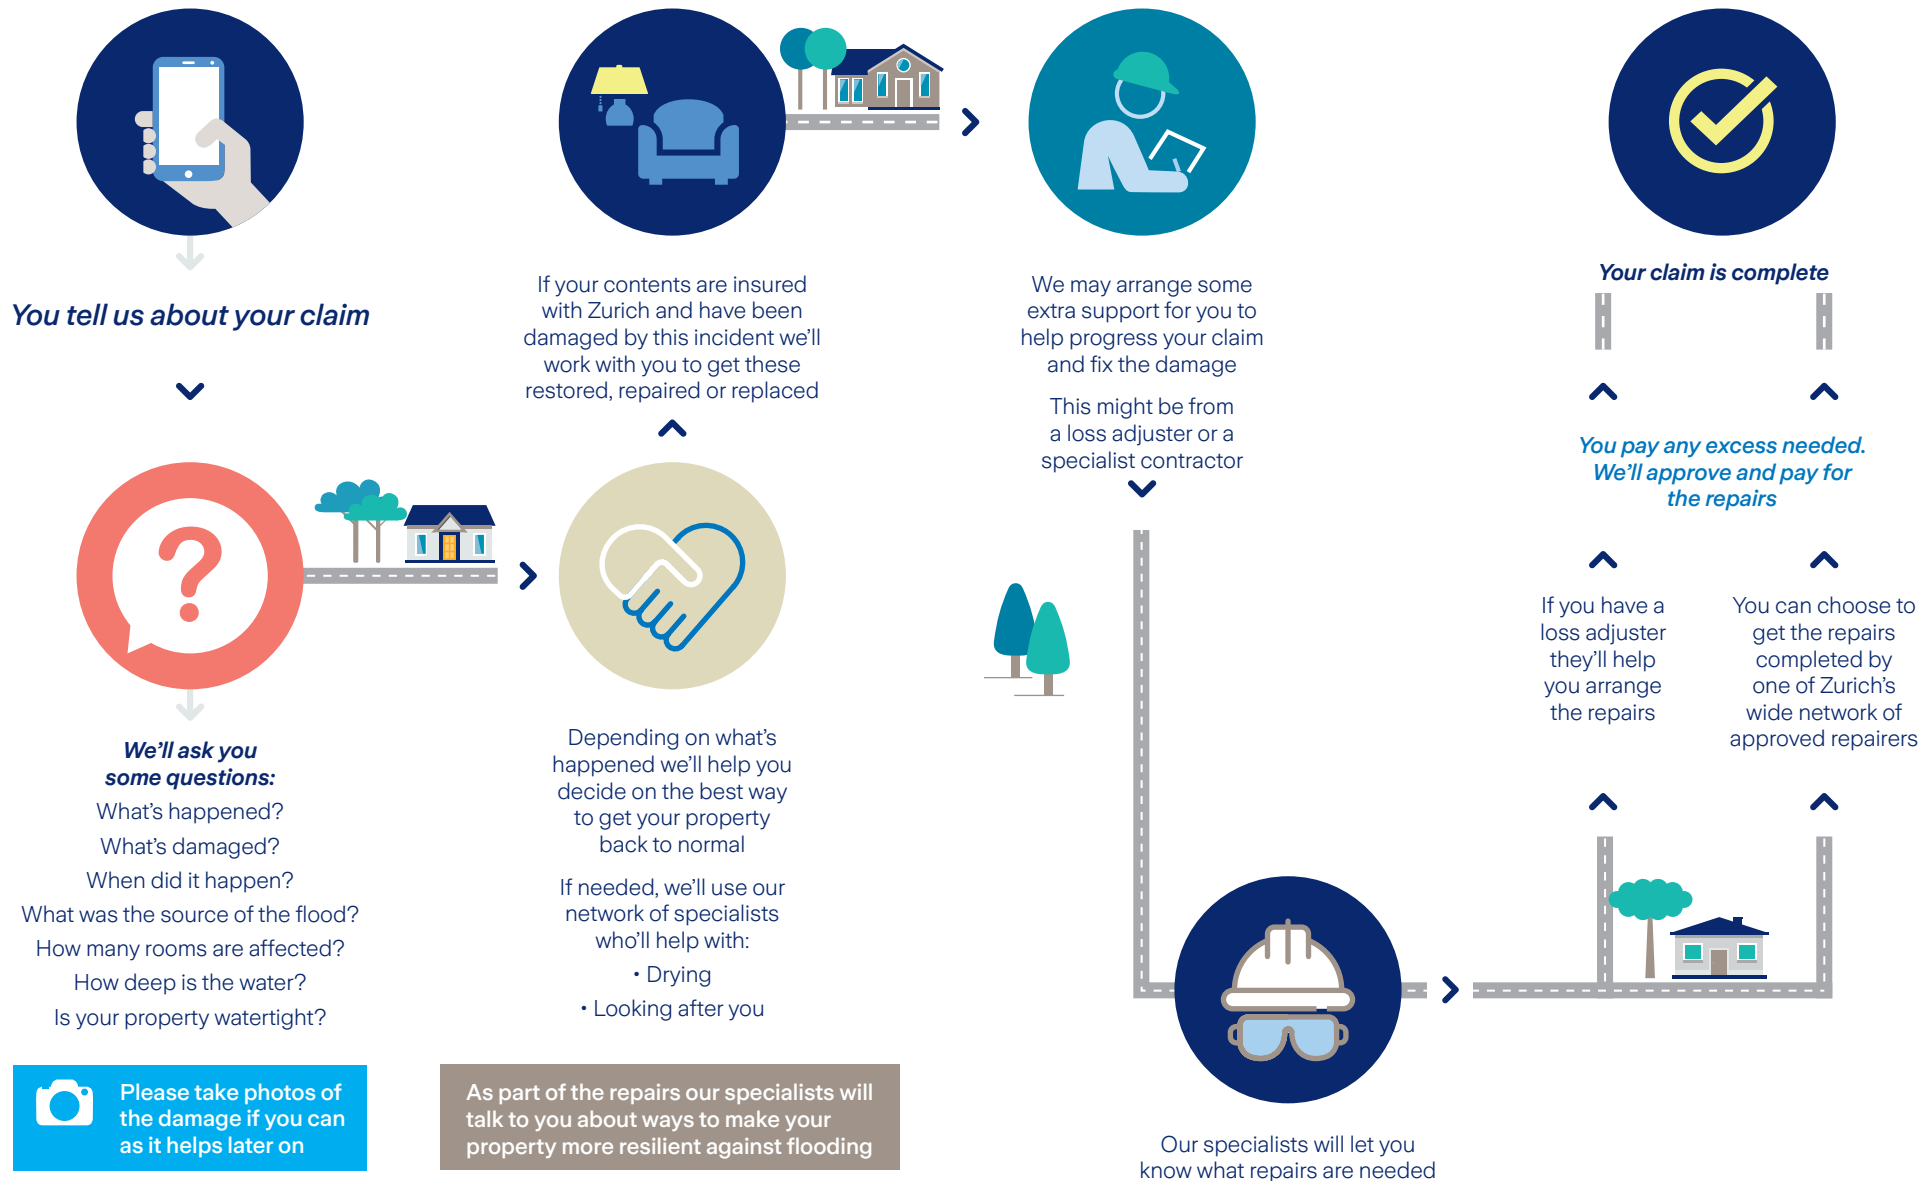 You tell us about your claim
We'll ask you
some questions:
What's happened?
What's damaged?
When did it happen?
What was the source of the flood?
How many rooms are affected?
How deep is the water?
Is your property watertight?
Please take photos of
the damage if you can
as it helps later on
Depending on what's
happened we'll help you
decide on the best way
to get your property
back to normal
If needed, we'll use our
network of specialists
who'll help with:
• Drying
• Looking after you
As part of the repairs our specialists will
talk to you about ways to make your
property more resilient against flooding
If your contents are insured
with Zurich and have been
damaged by this incident we'll
work with you to get these
restored, repaired or replaced
We may arrange some
extra support for you to
help progress your claim
and fix the damage
This might be from
a loss adjuster or a
specialist contractor
Our specialists will let you
know what repairs are needed
If you have a
loss adjuster
they'll help
you arrange
the repairs
You can choose to
get the repairs
completed by
one of Zurich's
wide network of
approved repairers
You pay any excess needed.
We'll approve and pay for
the repairs
Your claim is complete